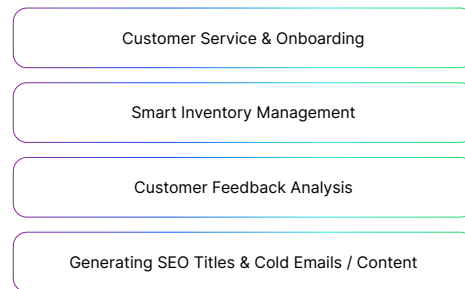 Customer Service & Onboarding
Smart Inventory Management
Customer Feedback Analysis
Generating SEO Titles & Cold Emails / Content